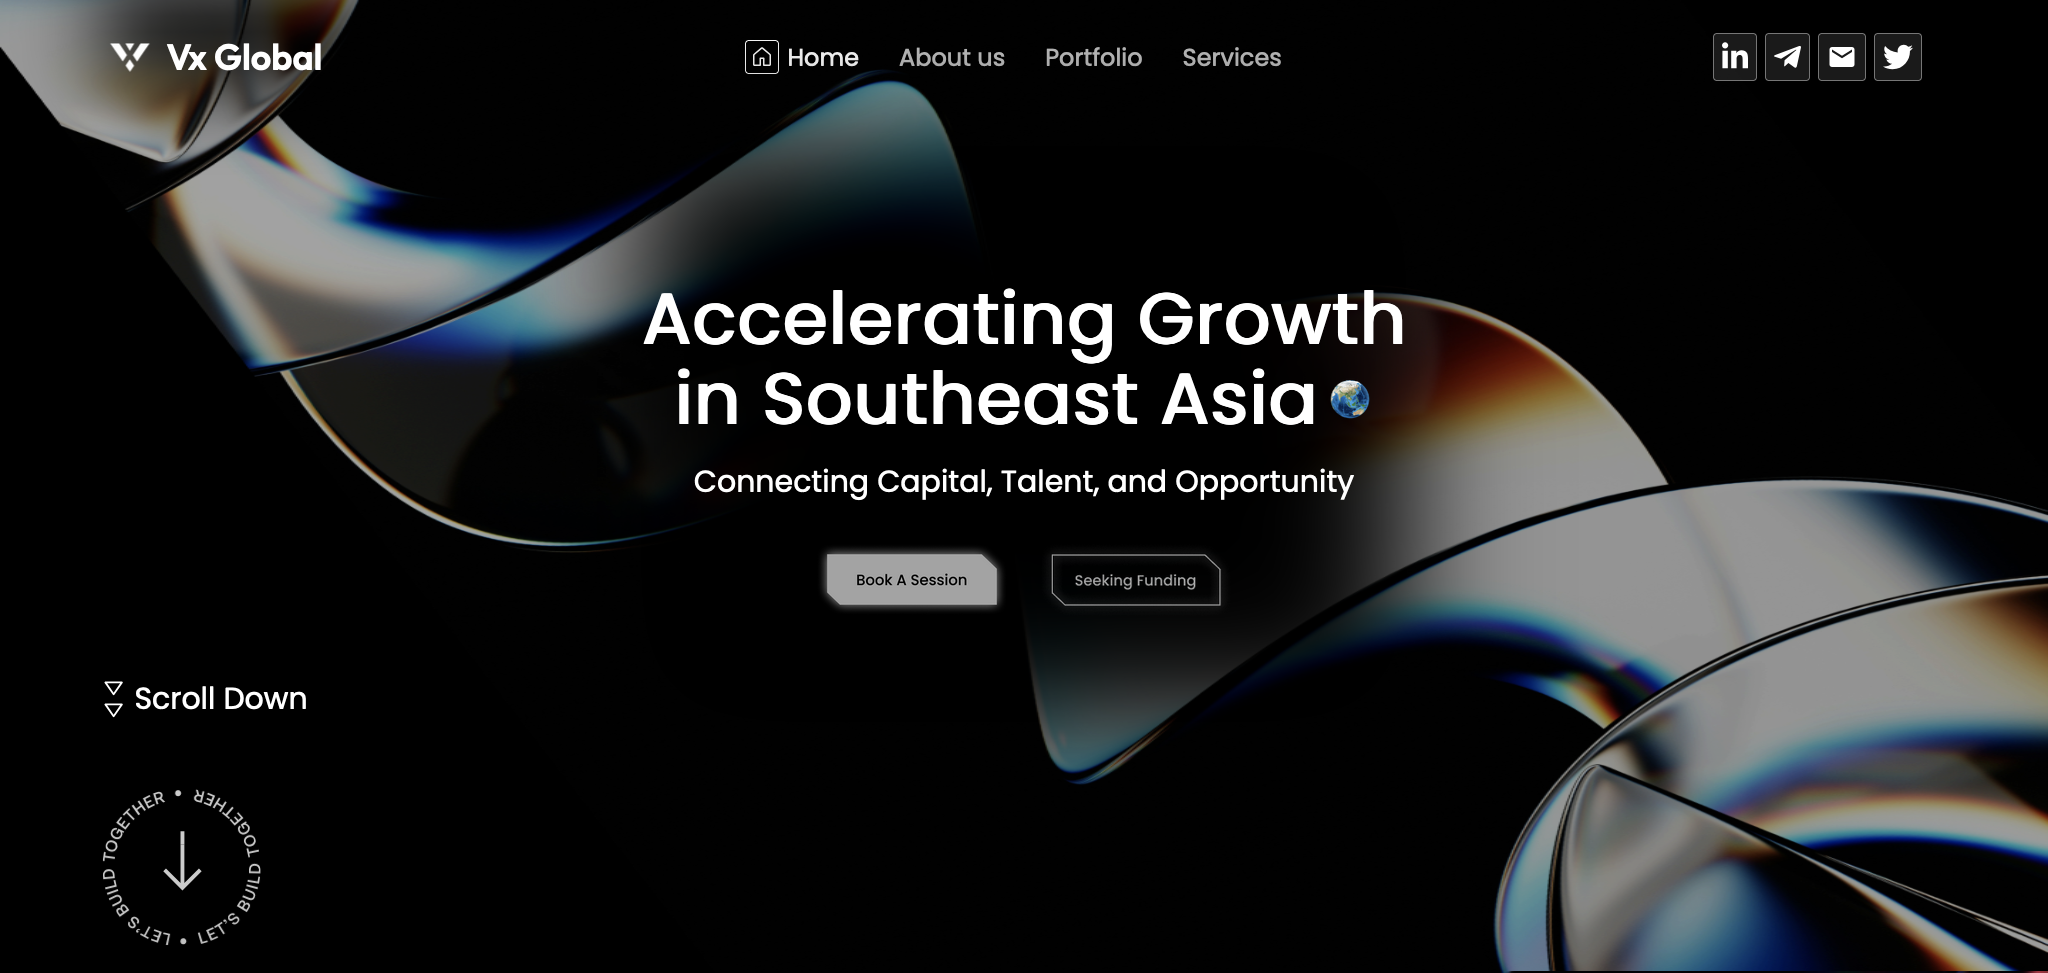 Vx Global
Home
About us
Portfolio
Services
Accelerating Growth
in Southeast Asia
Connecting Capital, Talent, and Opportunity
Book A Session
Seeking Funding
Scroll Down
LET'S BUILD TOGETHER • LET'S BUILD TOGETHER •